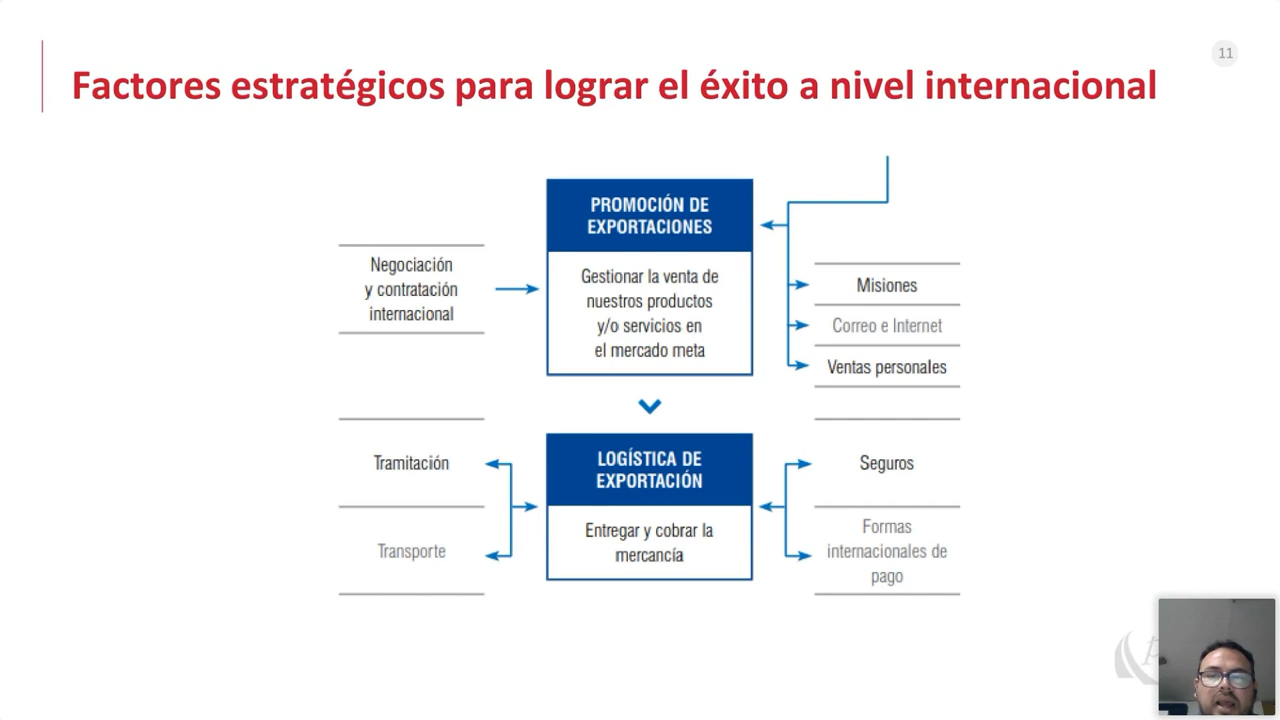 11
Factores estratégicos para lograr el éxito a nivel internacional
PROMOCIÓN DE
EXPORTACIONES
Gestionar la venta de
nuestros productos
y/o servicios en
el mercado meta
Negociación
y contratación
internacional
Misiones
Correo e Internet
Ventas personales
LOGÍSTICA DE
EXPORTACIÓN
Entregar y cobrar la
mercancía
Tramitación
Transporte
Seguros
Formas
internacionales de
pago